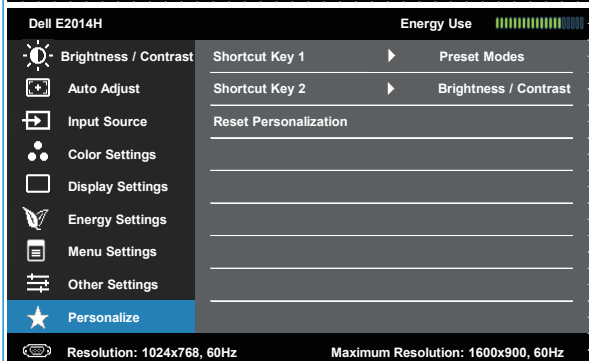 Dell E2014H Energy Use
Brightness / Contrast Shortcut Key 1 Preset Modes
Auto Adjust Shortcut Key 2 Brightness / Contrast
Input Source Reset Personalization
Color Settings
Display Settings
Energy Settings
Menu Settings
Other Settings
Personalize
Resolution: 1024x768, 60Hz Maximum Resolution: 1600x900, 60Hz